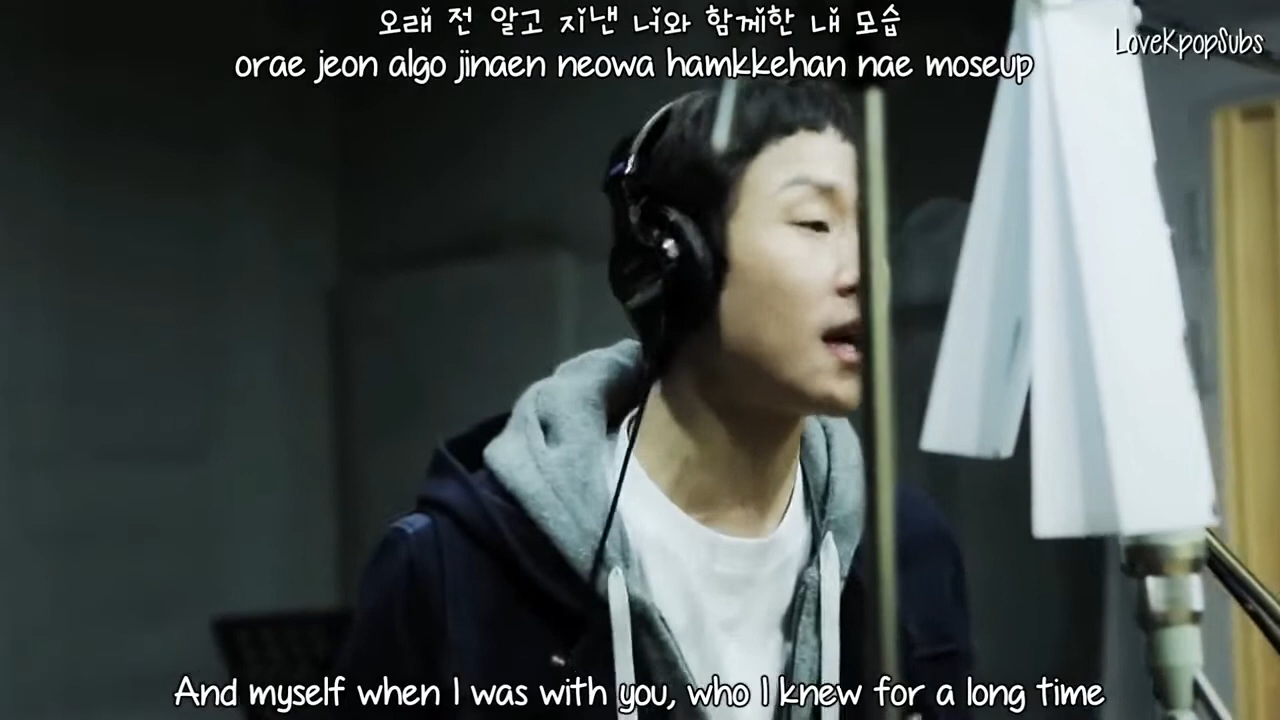 오래 전 알고 지낸 너와 함께한 내 모습
LoveKpopSubs
orae jeon algo jinaen neowa hamkkehan nae moseup
And myself when I was with you, who I knew for a long time